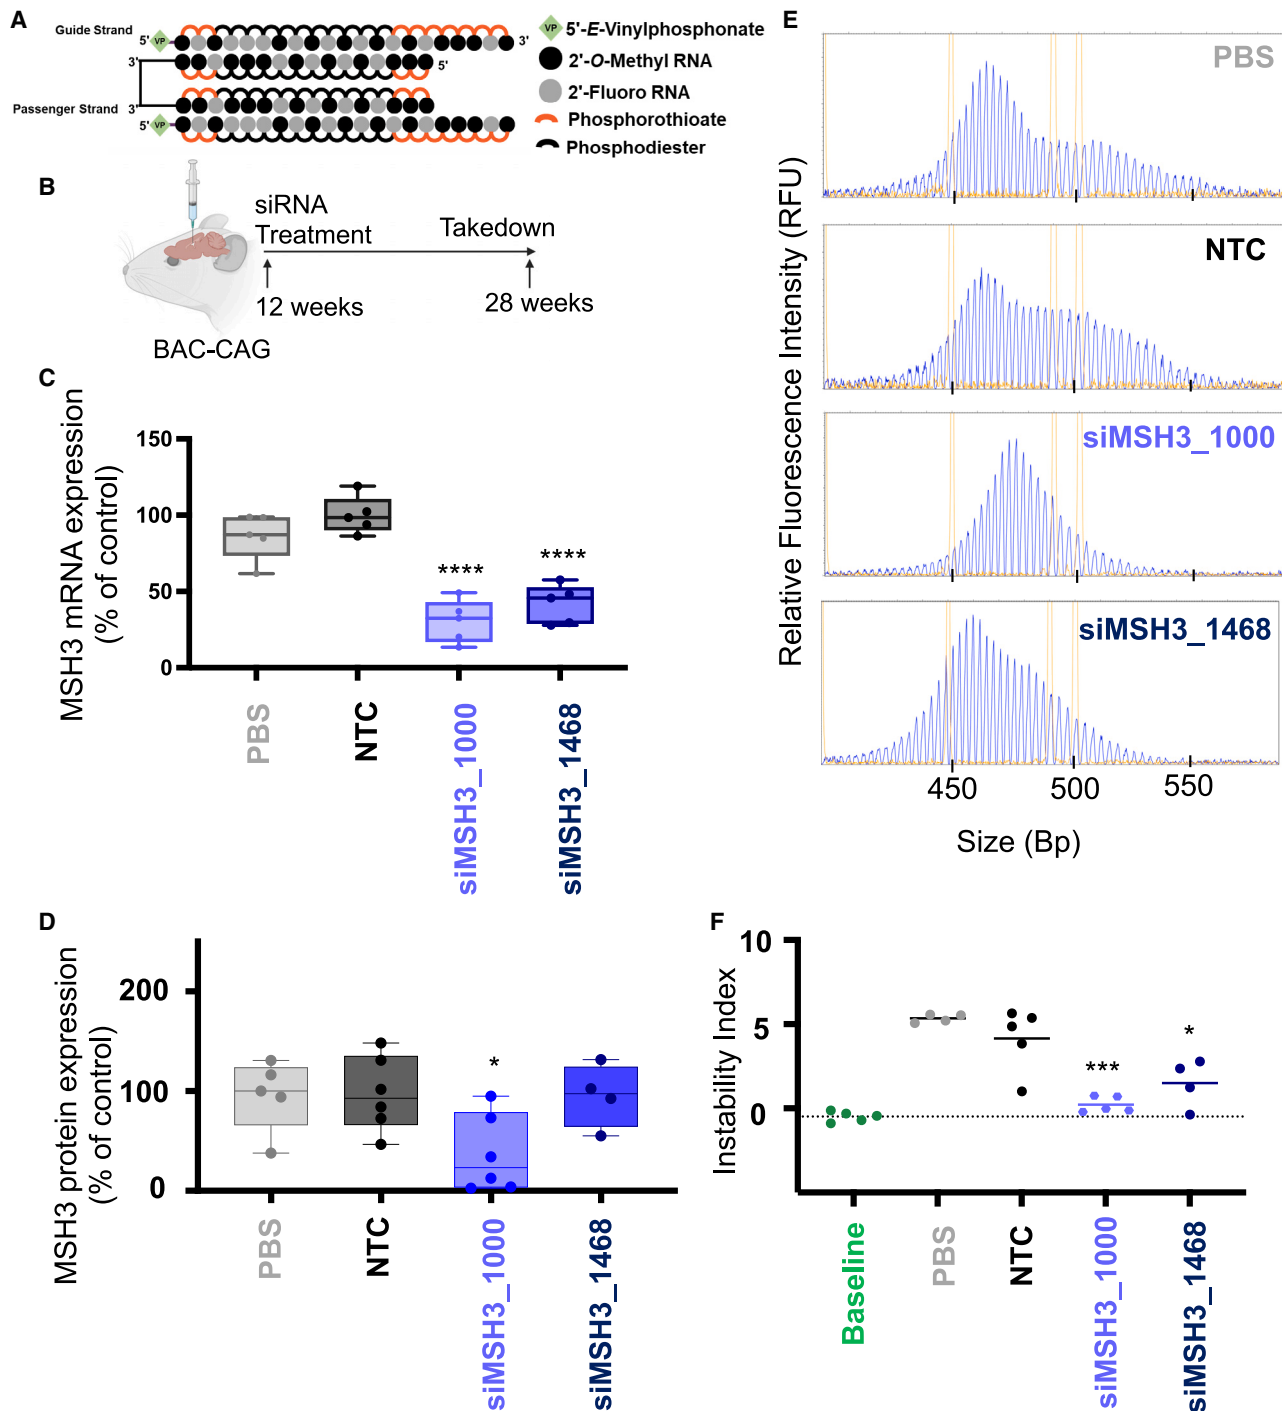 A
Guide Strand
5'
VP
3'
3'
5'
3'
Passenger Strand
5'
VP
VP
5'-E-Vinylphosphonate
2'-O-Methyl RNA
2'-Fluoro RNA
Phosphorothioate
Phosphodiester
B
siRNA
Treatment
Takedown
12 weeks
28 weeks
BAC-CAG
C
MSH3 mRNA expression
(% of control)
150
100
50
0
****
****
PBS
NTC
siMSH3_1000
siMSH3_1468
D
MSH3 protein expression
(% of control)
200
100
0
*
PBS
NTC
siMSH3_1000
siMSH3_1468
E
Relative Fluorescence Intensity (RFU)
PBS
NTC
siMSH3_1000
siMSH3_1468
450
500
550
Size (Bp)
F
Instability Index
10
5
0
***
*
Baseline
PBS
NTC
siMSH3_1000
siMSH3_1468